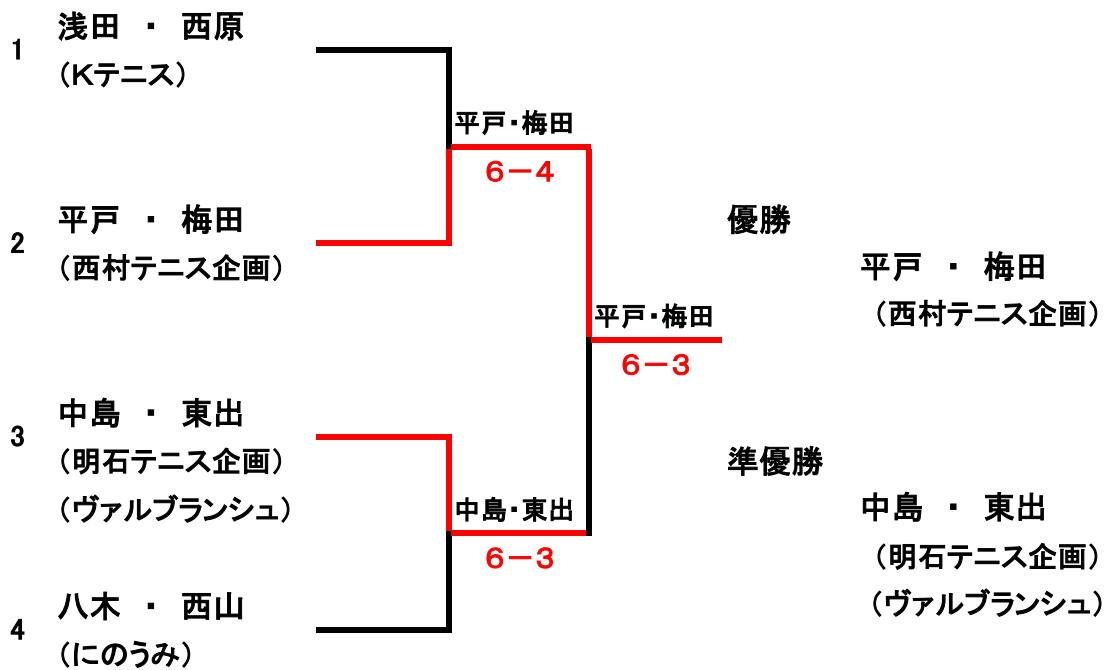 1
浅田 ・ 西原
（Kテニス）
平戸・梅田
6－4
2
平戸 ・ 梅田
（西村テニス企画）
優勝
平戸 ・ 梅田
（西村テニス企画）
平戸・梅田
6－3
3
中島 ・ 東出
（明石テニス企画）
（ヴァルブランシュ）
中島・東出
6－3
準優勝
中島 ・ 東出
（明石テニス企画）
（ヴァルブランシュ）
4
八木 ・ 西山
（にのうみ）